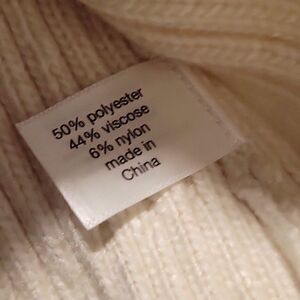 50% polyester
44% viscose
6% nylon
made in
China